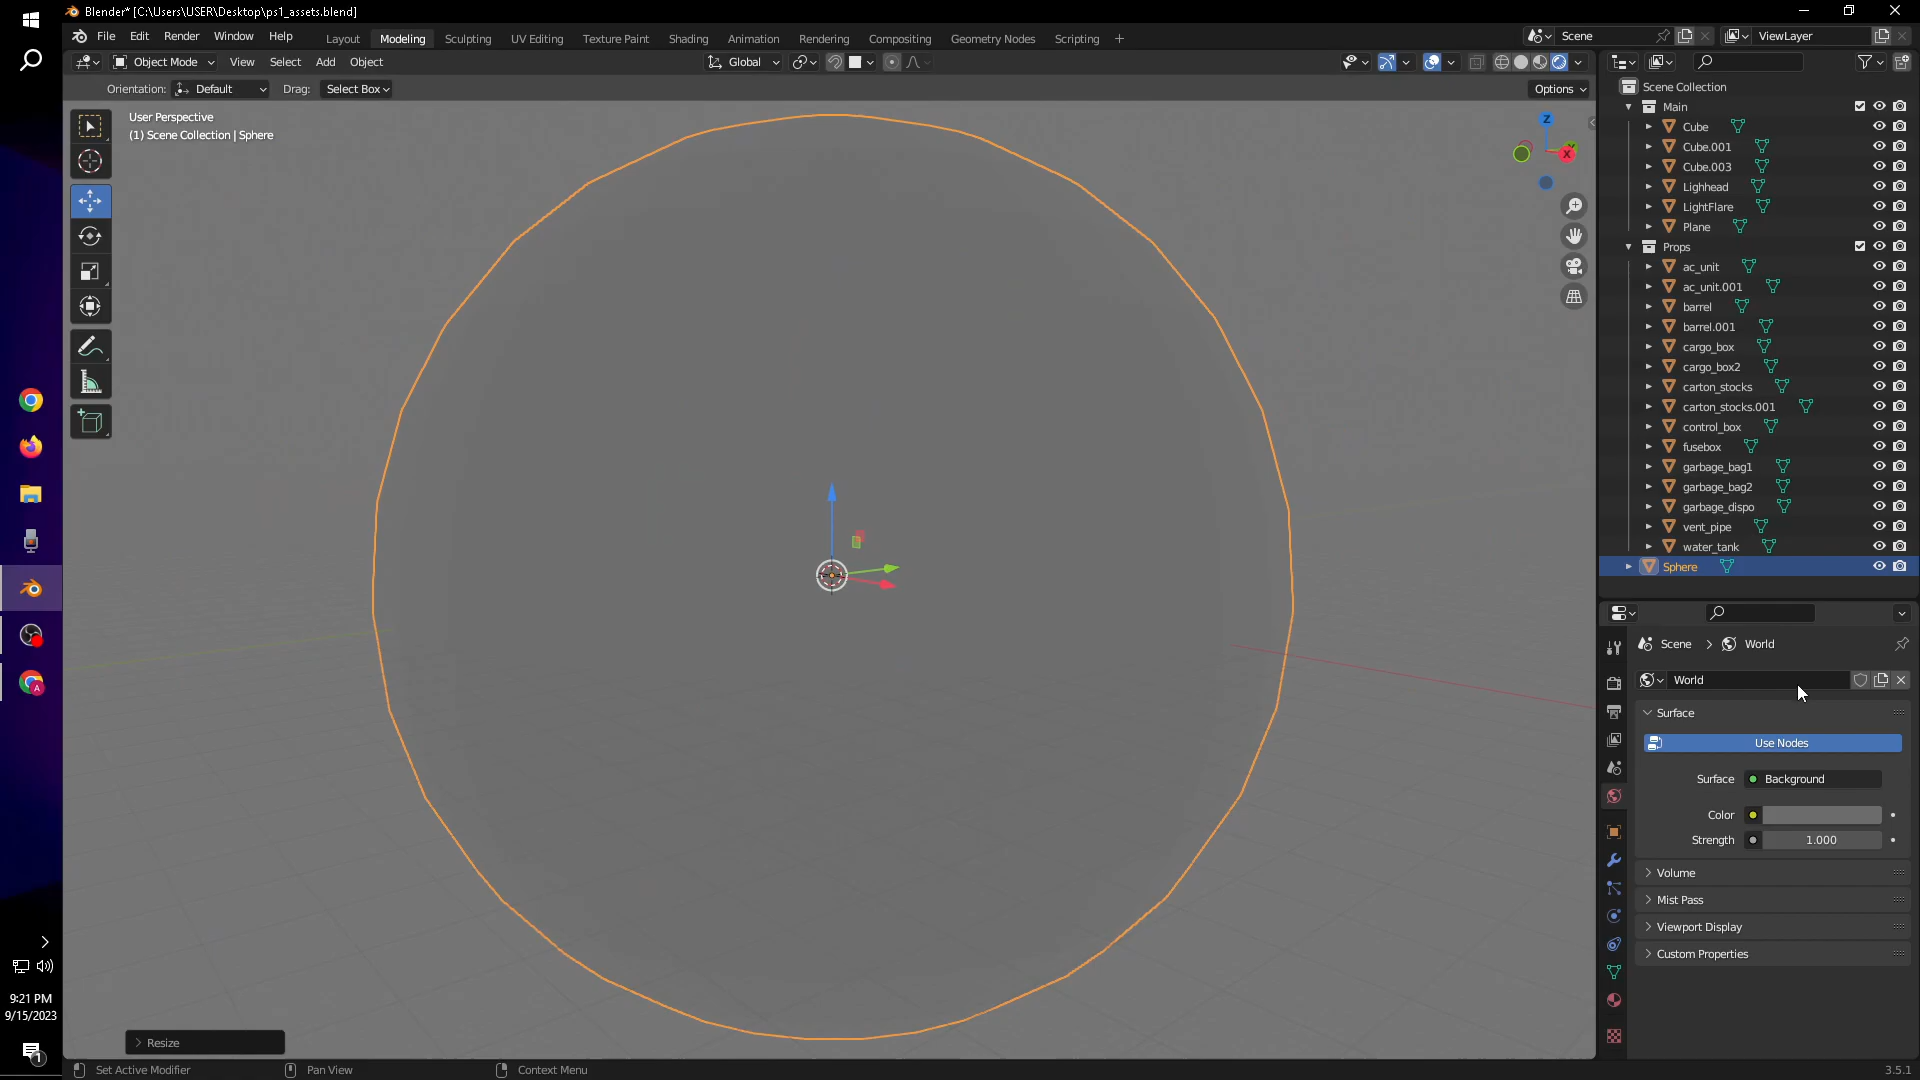 Blender* [C:\Users\USER\Desktop\ps1_assets.blend]
File Edit Render Window Help
Layout Modeling Sculpting UV Editing Texture Paint Shading Animation Rendering Compositing Geometry Nodes Scripting +
Scene
ViewLayer
Object Mode View Select Add Object
Global
Orientation: Default Drag: Select Box
Options
User Perspective
(1) Scene Collection | Sphere
Z
Y
X
Scene Collection
Main
Cube
Cube.001
Cube.003
Lighhead
LightFlare
Plane
Props
ac_unit
ac_unit.001
barrel
barrel.001
cargo_box
cargo_box2
carton_stocks
carton_stocks.001
control_box
fusebox
garbage_bag1
garbage_bag2
garbage_dispo
vent_pipe
water_tank
Sphere
Scene > World
World
Surface
Use Nodes
Surface Background
Color
Strength 1.000
Volume
Mist Pass
Viewport Display
Custom Properties
9:21 PM
9/15/2023
1
A
Resize
Set Active Modifier Pan View Context Menu
3.5.1